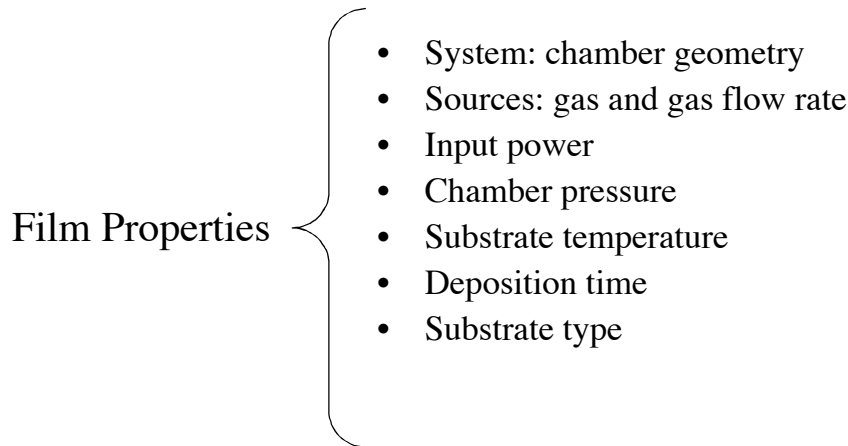 Film Properties
• System: chamber geometry
• Sources: gas and gas flow rate
• Input power
• Chamber pressure
• Substrate temperature
• Deposition time
• Substrate type